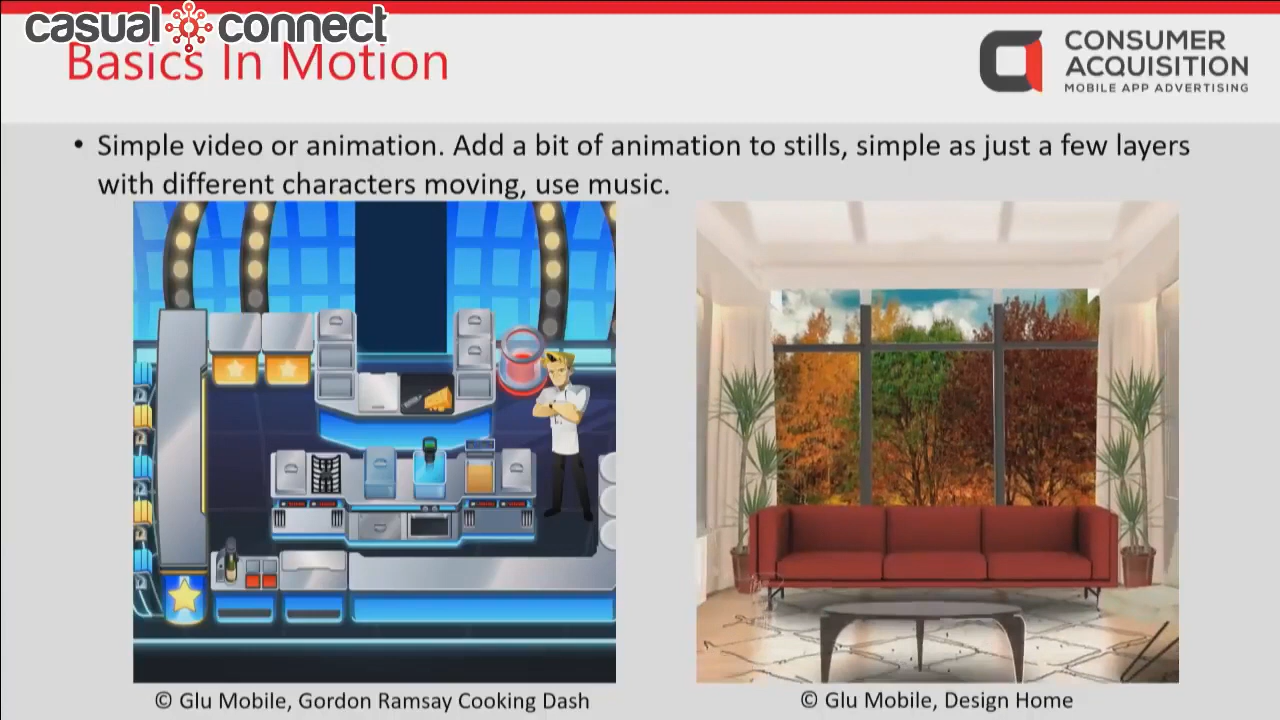 casual connect
Basics In Motion
CONSUMER
ACQUISITION
MOBILE APP ADVERTISING
• Simple video or animation. Add a bit of animation to stills, simple as just a few layers
with different characters moving, use music.
© Glu Mobile, Gordon Ramsay Cooking Dash
© Glu Mobile, Design Home